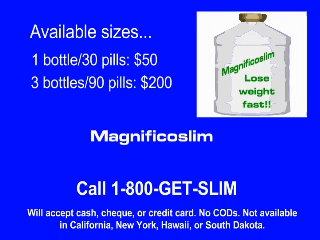 Available sizes...
1 bottle/30 pills: $50
3 bottles/90 pills: $200
Magnificoslim
Lose
weight
fast!!
Magnificoslim
Call 1-800-GET-SLIM
Will accept cash, cheque, or credit card. No CODs. Not available
in California, New York, Hawaii, or South Dakota.